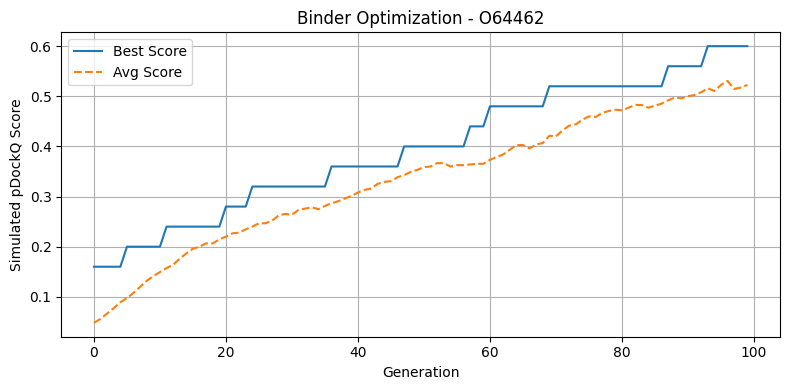 Binder Optimization - O64462
Best Score
Avg Score
0.6
0.5
0.4
0.3
0.2
0.1
Simulated pDockQ Score
0
20
40
60
80
100
Generation